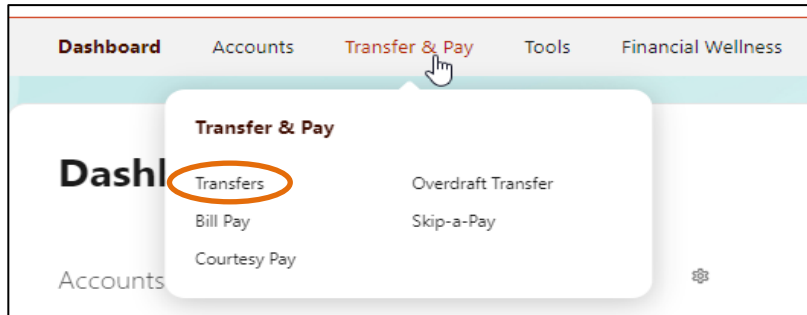 Dashboard Accounts Transfer & Pay Tools Financial Wellness
Transfer & Pay
Dashl
Transfers Overdraft Transfer
Bill Pay Skip-a-Pay
Courtesy Pay
Accounts